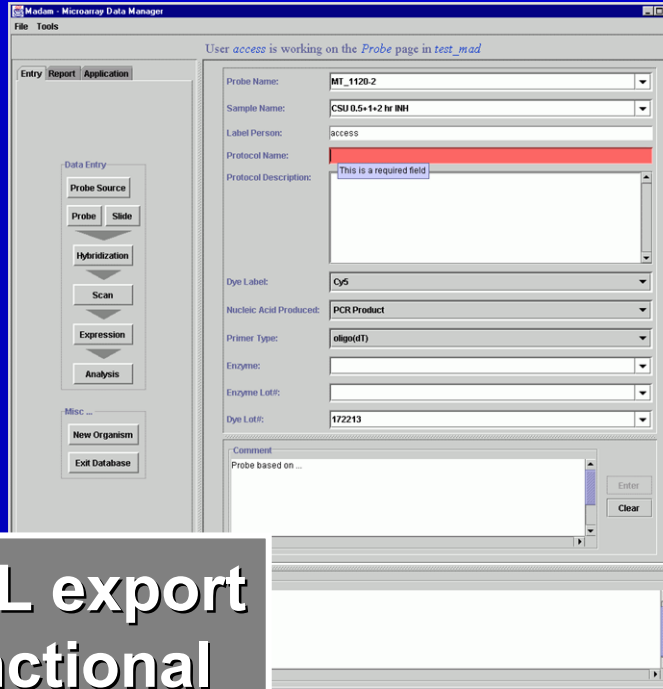 Madam - Microarray Data Manager
File Tools
User access is working on the Probe page in test_mad
Entry Report Application
Data Entry
Probe Source
Probe Slide
Hybridization
Scan
Expression
Analysis
Misc ...
New Organism
Exit Database
Probe Name: MT_1120-2
Sample Name: CSU 0.5+1+2 hr INH
Label Person: access
Protocol Name:
This is a required field
Protocol Description:
Dye Label: Cy5
Nucleic Acid Produced: PCR Product
Primer Type: oligo(dT)
Enzyme:
Enzyme Lot#:
Dye Lot#: 172213
Comment
Probe based on ...
Enter
Clear
L export
nctional